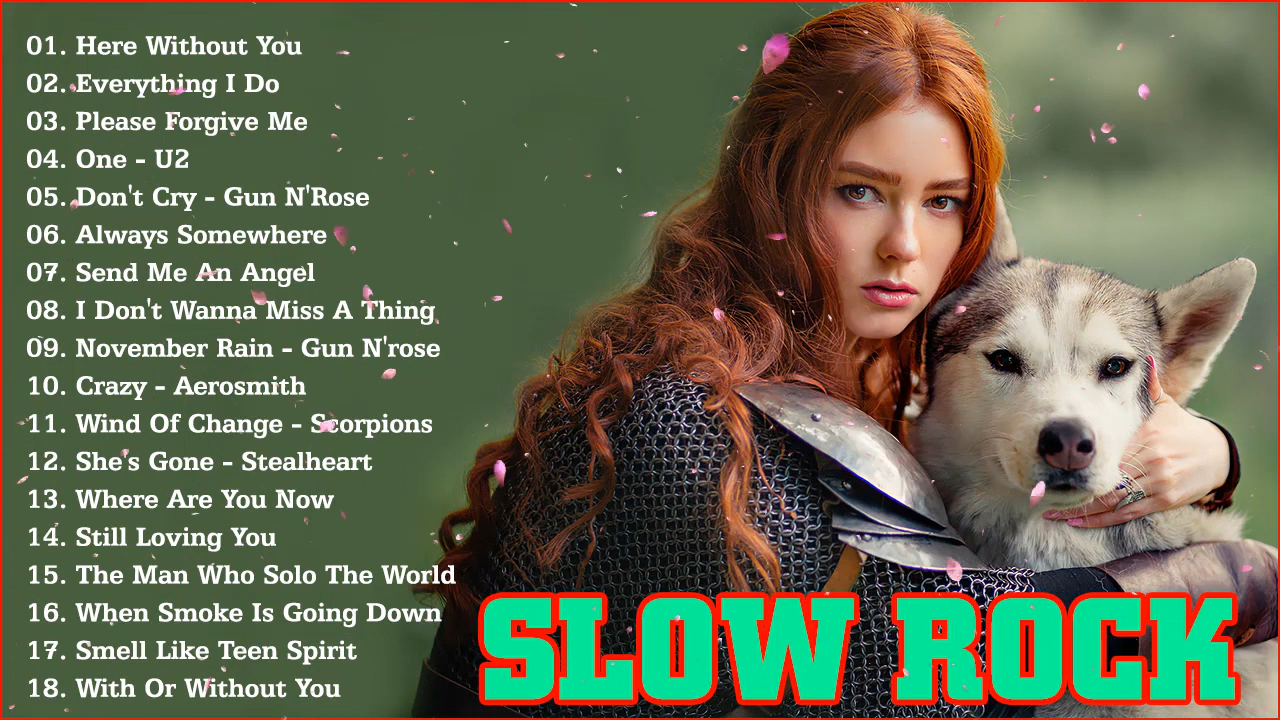 01. Here Without You
02. Everything I Do
03. Please Forgive Me
04. One - U2
05. Don't Cry - Gun N'Rose
06. Always Somewhere
07. Send Me An Angel
08. I Don't Wanna Miss A Thing
09. November Rain - Gun N'rose
10. Crazy - Aerosmith
11. Wind Of Change - Scorpions
12. She's Gone - Stealheart
13. Where Are You Now
14. Still Loving You
15. The Man Who Solo The World
16. When Smoke Is Going Down
17. Smell Like Teen Spirit
18. With Or Without You
SLOW ROCK